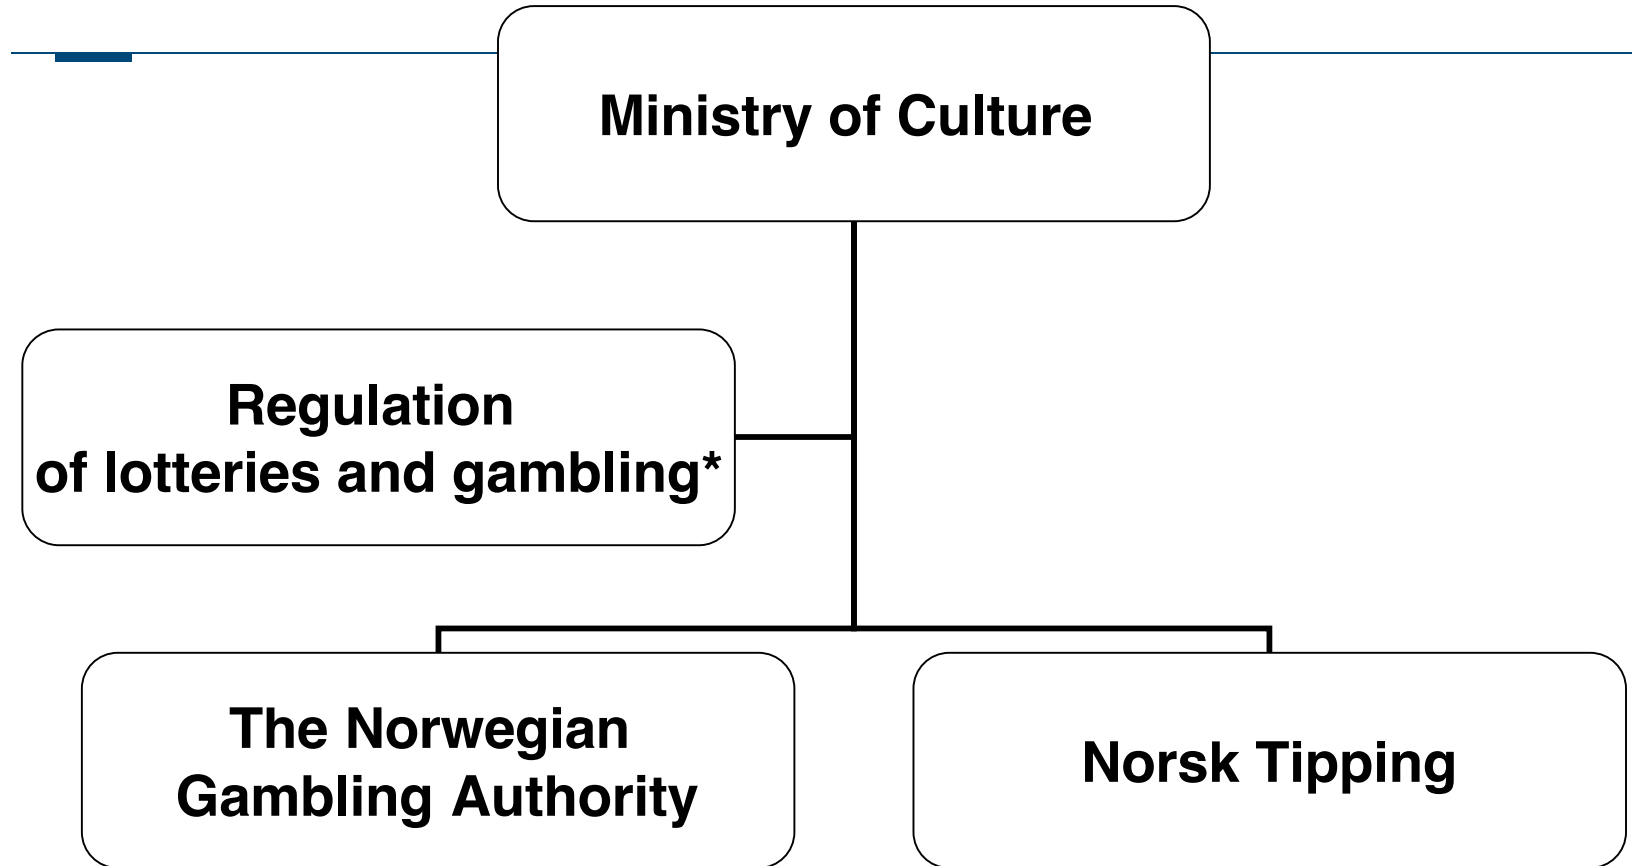 Ministry of Culture
Regulation
of lotteries and gambling*
The Norwegian
Gambling Authority
Norsk Tipping